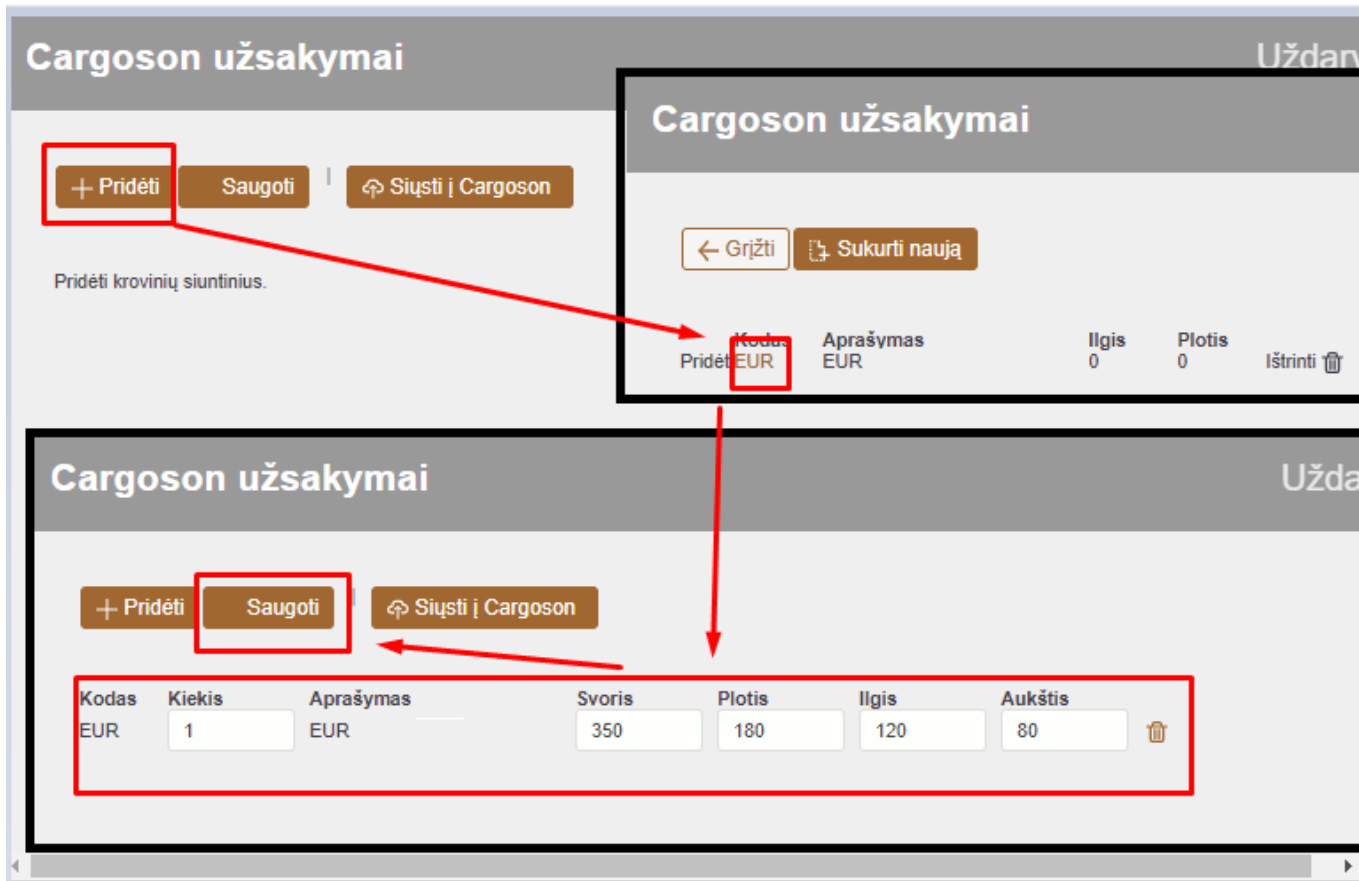 Cargoson užsakymai
Uždary
+ Pridėti Saugoti | Siųsti į Cargoson
Pridėti krovinių siuntinius.
Cargoson užsakymai
Grįžti Sukurti naują
Kodas Aprašymas Ilgis Plotis
Pridėt EUR EUR 0 0 Ištrinti
Cargoson užsakymai
Užda
+ Pridėti Saugoti | Siųsti į Cargoson
Kodas Kiekis Aprašymas Svoris Plotis Ilgis Aukštis
EUR 1 EUR 350 180 120 80